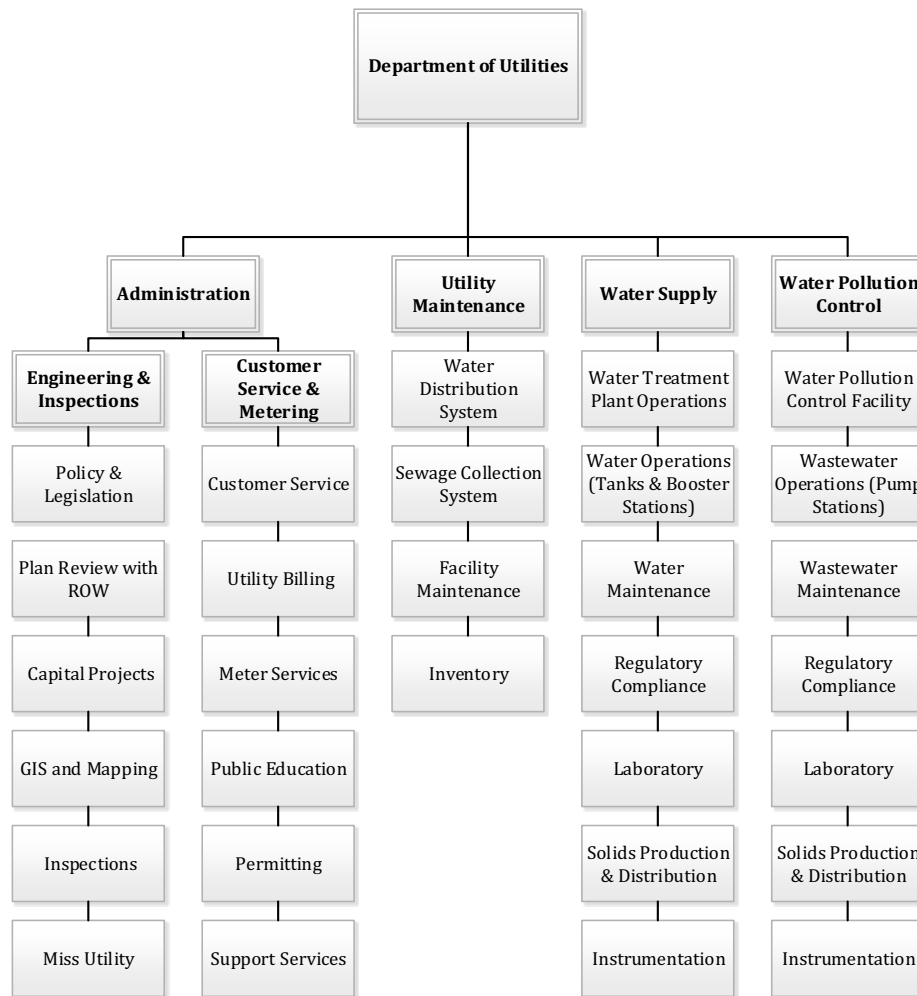 Department of Utilities
Administration
Utility
Maintenance
Water Supply
Water Pollution
Control
Engineering &
Inspections
Policy &
Legislation
Plan Review with
ROW
Capital Projects
GIS and Mapping
Inspections
Miss Utility
Customer
Service &
Metering
Customer Service
Utility Billing
Meter Services
Public Education
Permitting
Support Services
Water
Distribution
System
Sewage Collection
System
Facility
Maintenance
Inventory
Water Treatment
Plant Operations
Water Operations
(Tanks & Booster
Stations)
Water
Maintenance
Regulatory
Compliance
Laboratory
Solids Production
& Distribution
Instrumentation
Water Pollution
Control Facility
Wastewater
Operations (Pump
Stations)
Wastewater
Maintenance
Regulatory
Compliance
Laboratory
Solids Production
& Distribution
Instrumentation